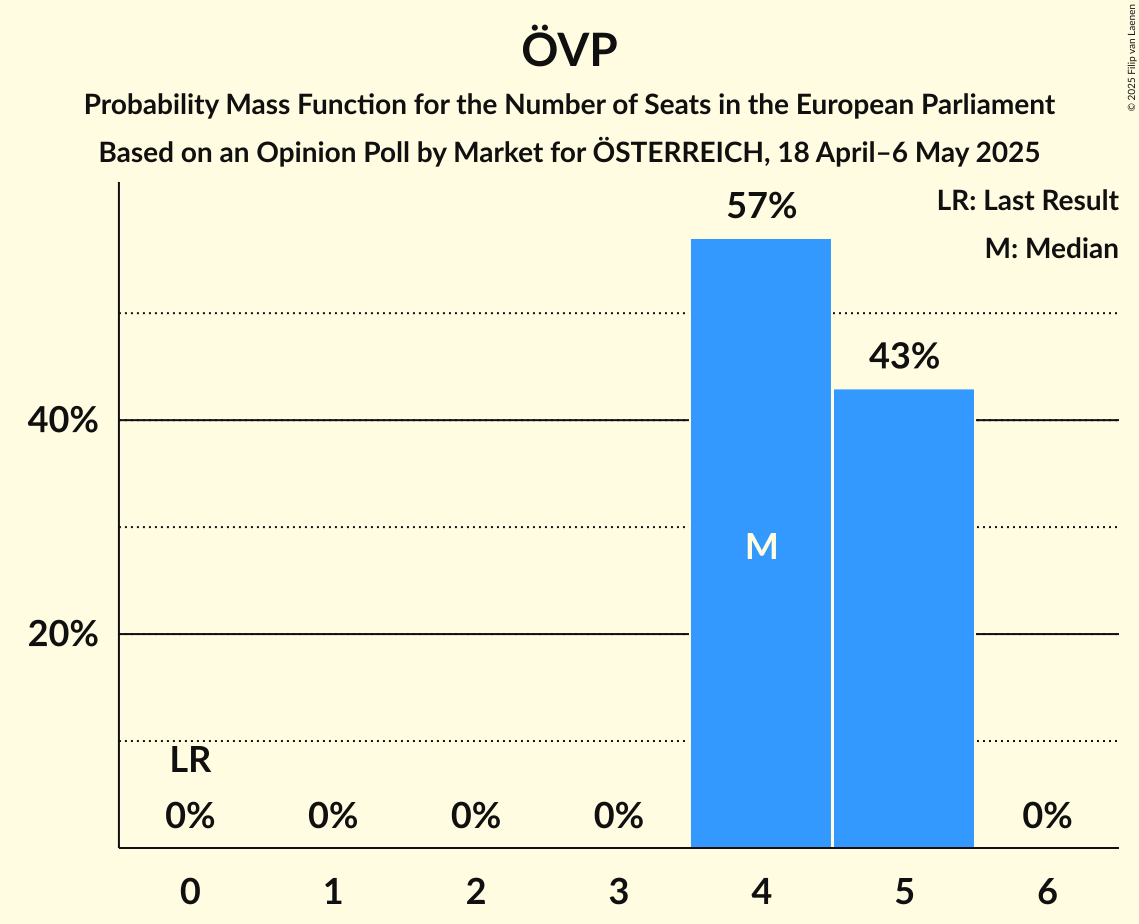 ÖVP
Probability Mass Function for the Number of Seats in the European Parliament
Based on an Opinion Poll by Market for ÖSTERREICH, 18 April–6 May 2025
© 2025 Filip van Laenen
LR: Last Result
M: Median
57%
43%
40%
M
20%
LR
0%
0%
0%
0%
0%
0
1
2
3
4
5
6